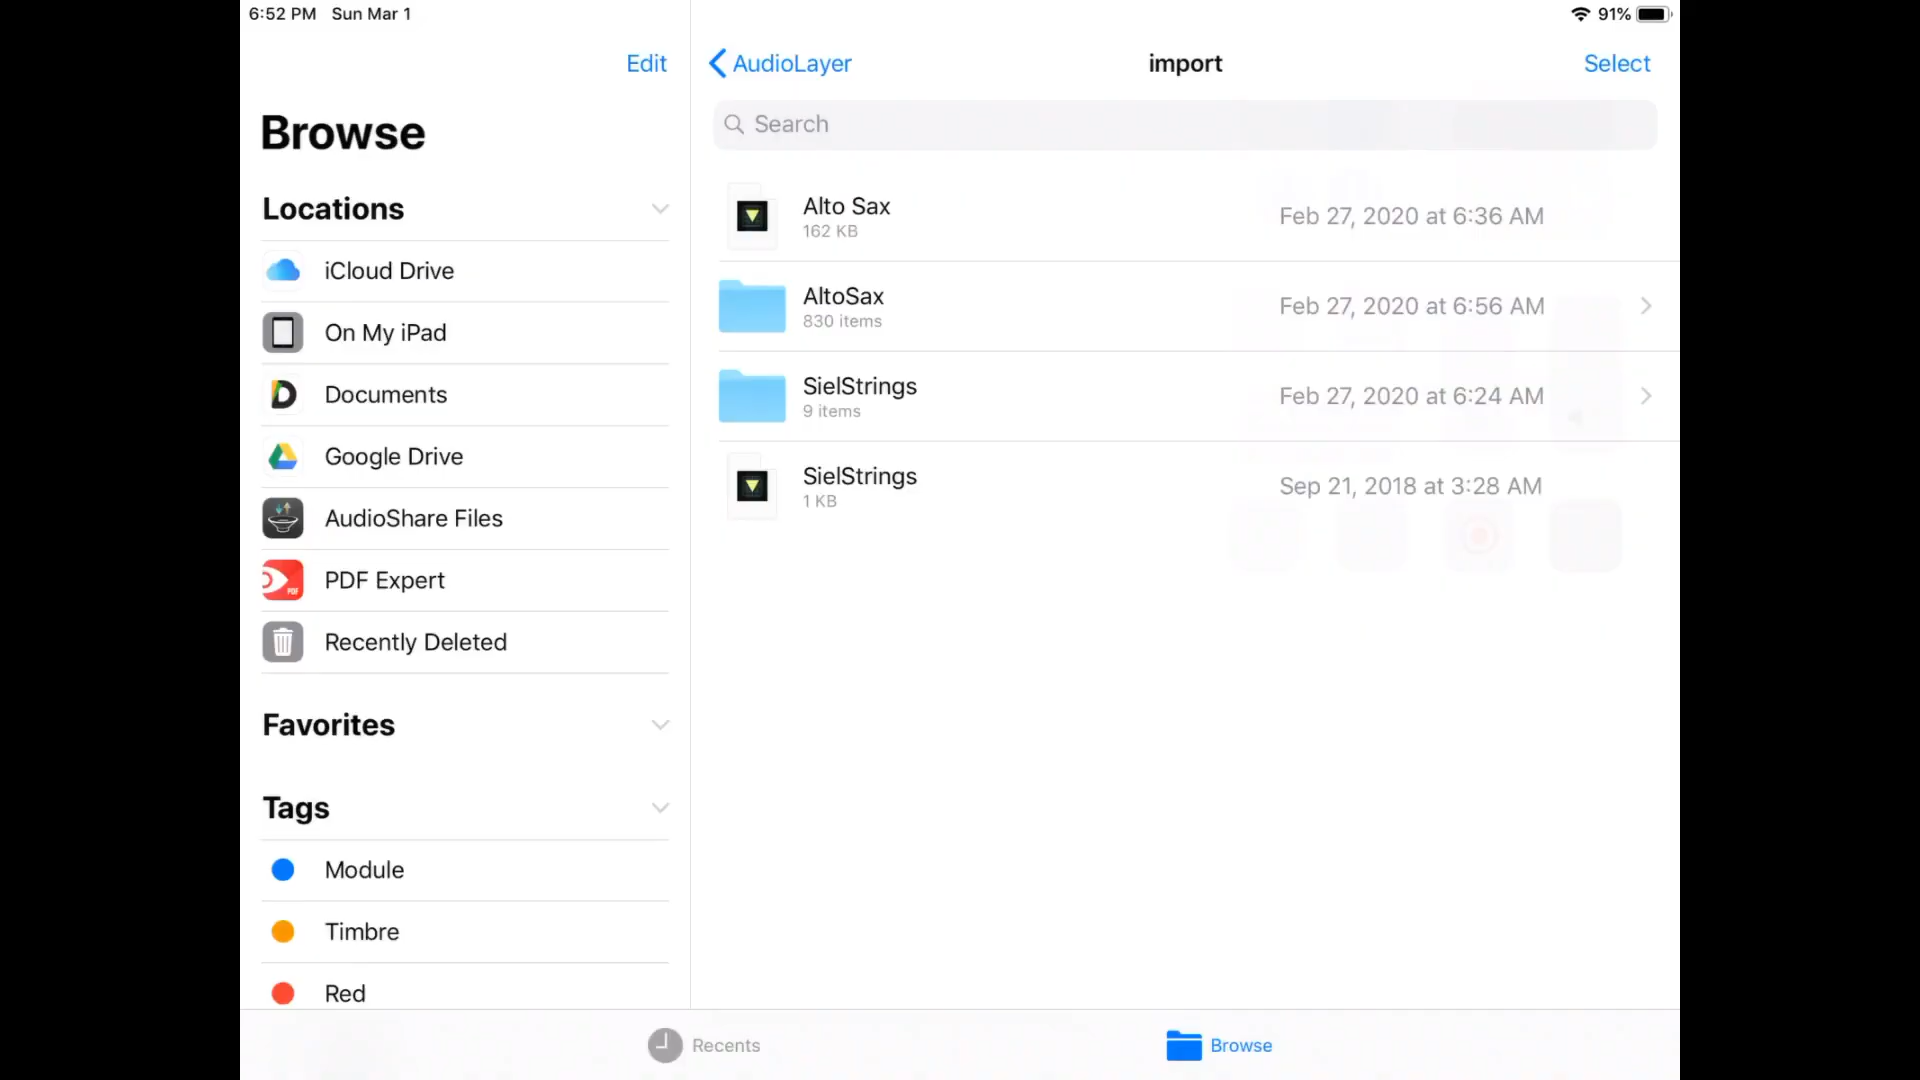 6:52 PM Sun Mar 1
91%
Edit
Browse
Locations
iCloud Drive
On My iPad
Documents
Google Drive
AudioShare Files
PDF Expert
Recently Deleted
Favorites
Tags
Module
Timbre
Red
AudioLayer
import
Select
Search
Alto Sax
162 KB
Feb 27, 2020 at 6:36 AM
AltoSax
830 items
Feb 27, 2020 at 6:56 AM
SielStrings
9 items
Feb 27, 2020 at 6:24 AM
SielStrings
1 KB
Sep 21, 2018 at 3:28 AM
Recents
Browse